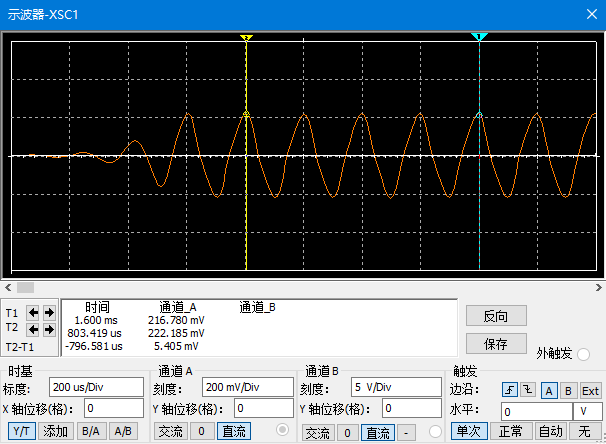 示波器-XSC1
2
1
时间 通道_A 通道_B
T1 1.600 ms 216.780 mV
T2 803.419 us 222.185 mV
T2-T1 -796.581 us 5.405 mV
反向
保存
外触发
时基 通道 A 通道 B 触发
标度: 200 us/Div 刻度: 200 mV/Div 刻度: 5 V/Div 边沿: A B Ext
X 轴位移(格): 0 Y 轴位移(格): 0 Y 轴位移(格): 0 水平: 0 V
Y/T 添加 B/A A/B 交流 0 直流 交流 0 直流 - 单次 正常 自动 无